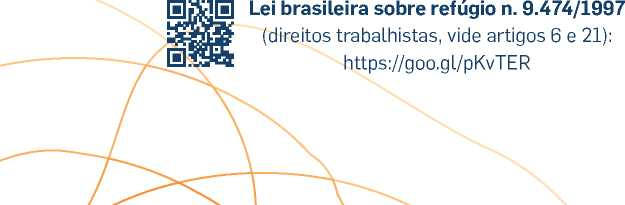 Lei brasileira sobre refúgio n. 9.474/1997
(direitos trabalhistas, vide artigos 6 e 21):
https://goo.gl/pKvTER